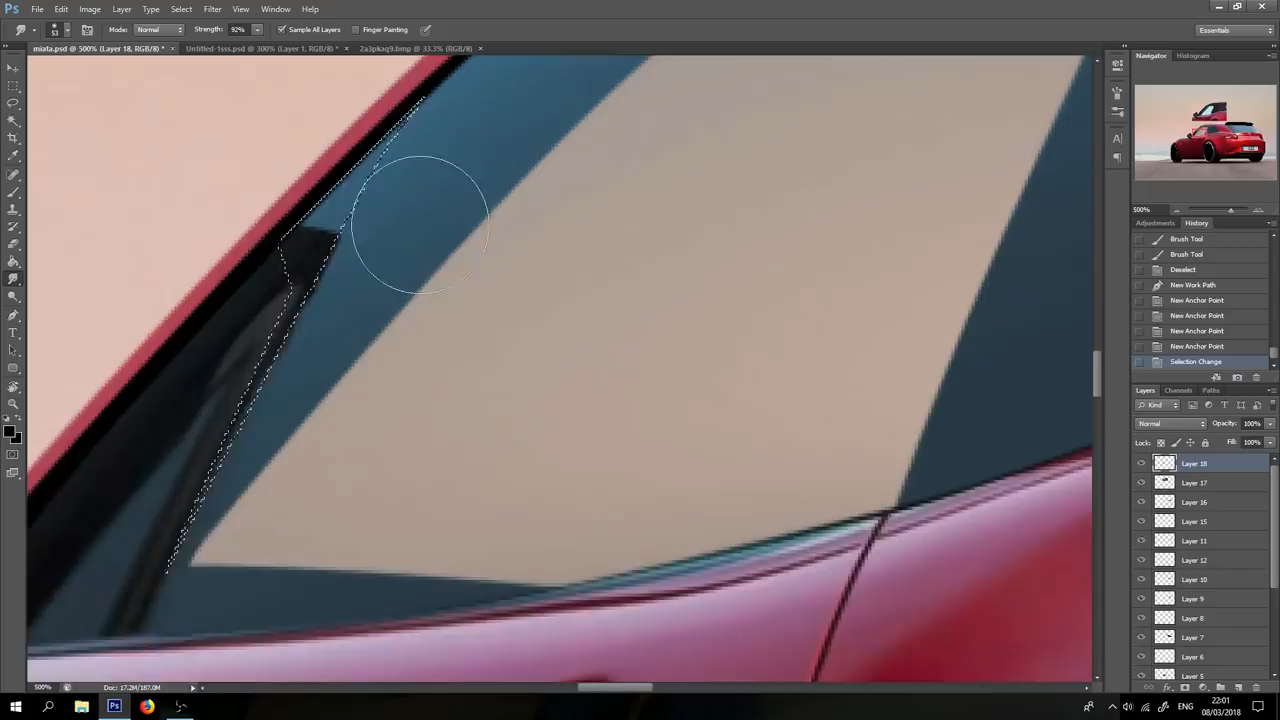 Ps File Edit Image Layer Type Select Filter 3D View Window Help
53 Mode: Normal Strength: 92% Sample All Layers Finger Painting Essentials
miata.psd @ 500% (Layer 18, RGB/8) * × Untitled-1sss.psd @ 300% (Layer 1, RGB/8) * × 2a3pkaq9.bmp @ 33.3% (RGB/8) ×
Navigator Histogram
500%
Adjustments History
Brush Tool
Brush Tool
Deselect
New Work Path
New Anchor Point
New Anchor Point
New Anchor Point
New Anchor Point
Selection Change
Layers Channels Paths
Kind
Normal Opacity: 100%
Lock: Fill: 100%
Layer 18
Layer 17
Layer 16
Layer 15
Layer 11
Layer 12
Layer 10
Layer 9
Layer 8
Layer 7
Layer 6
Layer 5
500% Doc: 17.2M/187.0M
ENG 22:01
08/03/2018